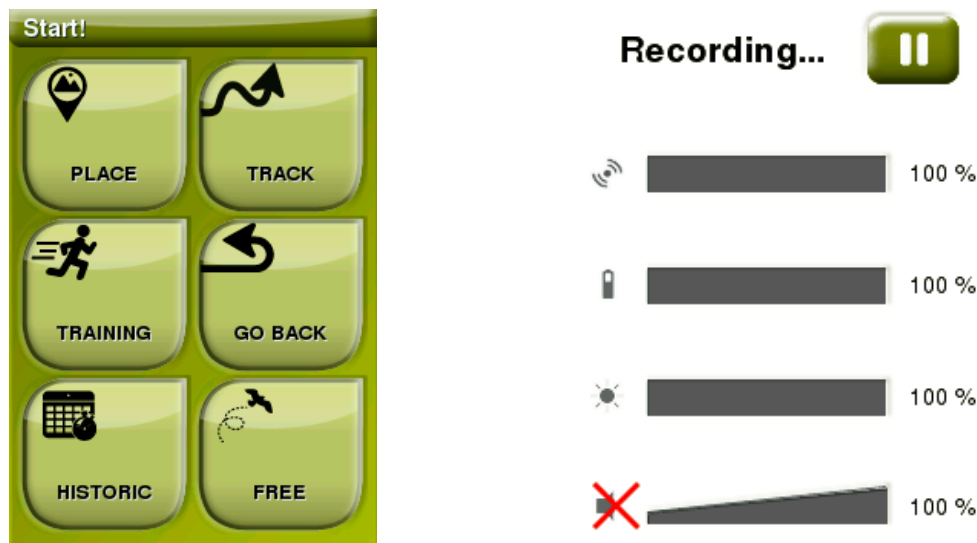 Start!
PLACE
TRACK
TRAINING
GO BACK
HISTORIC
FREE
Recording...
100 %
100 %
100 %
100 %